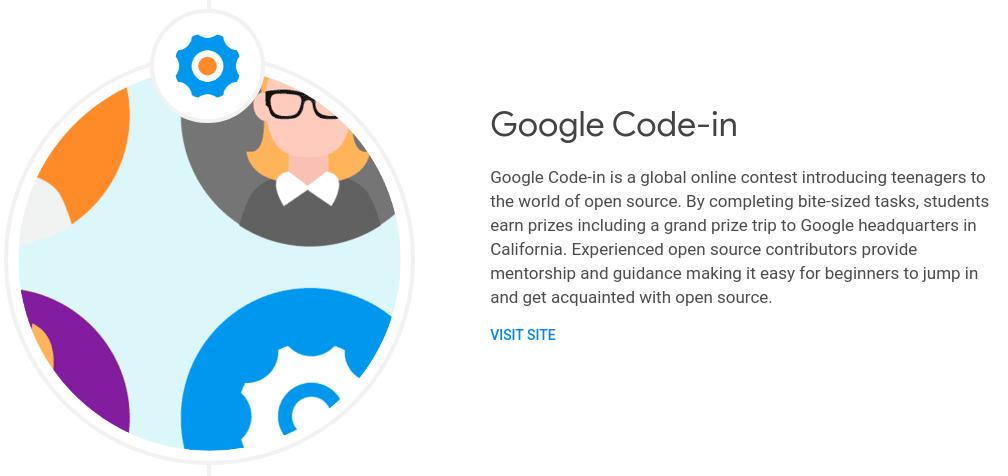 Google Code-in
Google Code-in is a global online contest introducing teenagers to
the world of open source. By completing bite-sized tasks, students
earn prizes including a grand prize trip to Google headquarters in
California. Experienced open source contributors provide
mentorship and guidance making it easy for beginners to jump in
and get acquainted with open source.
VISIT SITE